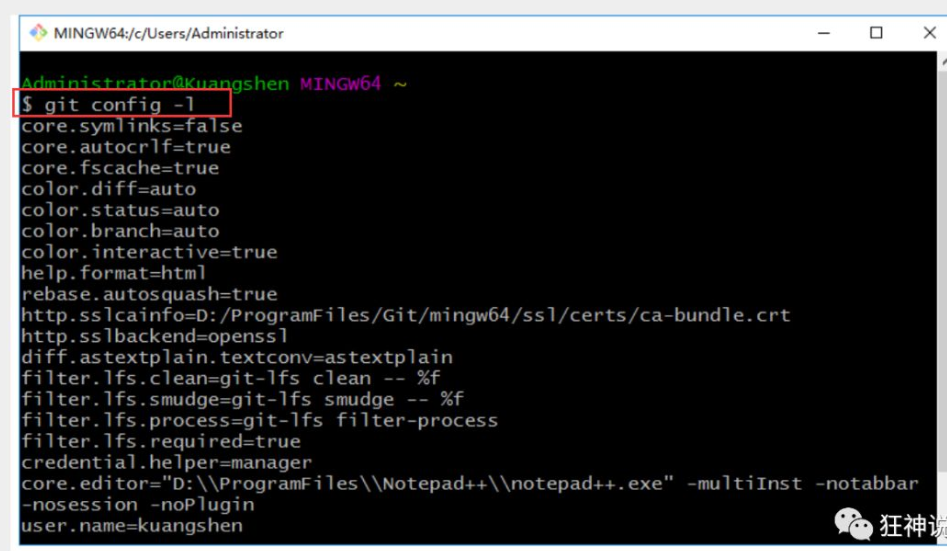 MINGW64:/c/Users/Administrator
Administrator@Kuangshen MINGW64 ~
$ git config -l
core.symlinks=false
core.autocrlf=true
core.fscache=true
color.diff=auto
color.status=auto
color.branch=auto
color.interactive=true
help.format=html
rebase.autosquash=true
http.sslcainfo=D:/ProgramFiles/Git/mingw64/ssl/certs/ca-bundle.crt
http.sslbackend=openssl
diff.astextplain.textconv=astextplain
filter.lfs.clean=git-lfs clean -- %f
filter.lfs.smudge=git-lfs smudge -- %f
filter.lfs.process=git-lfs filter-process
filter.lfs.required=true
credential.helper=manager
core.editor="D:\\ProgramFiles\\Notepad++\\notepad++.exe" -multiInst -notabbar
-nosession -noPlugin
user.name=kuangshen
狂神说